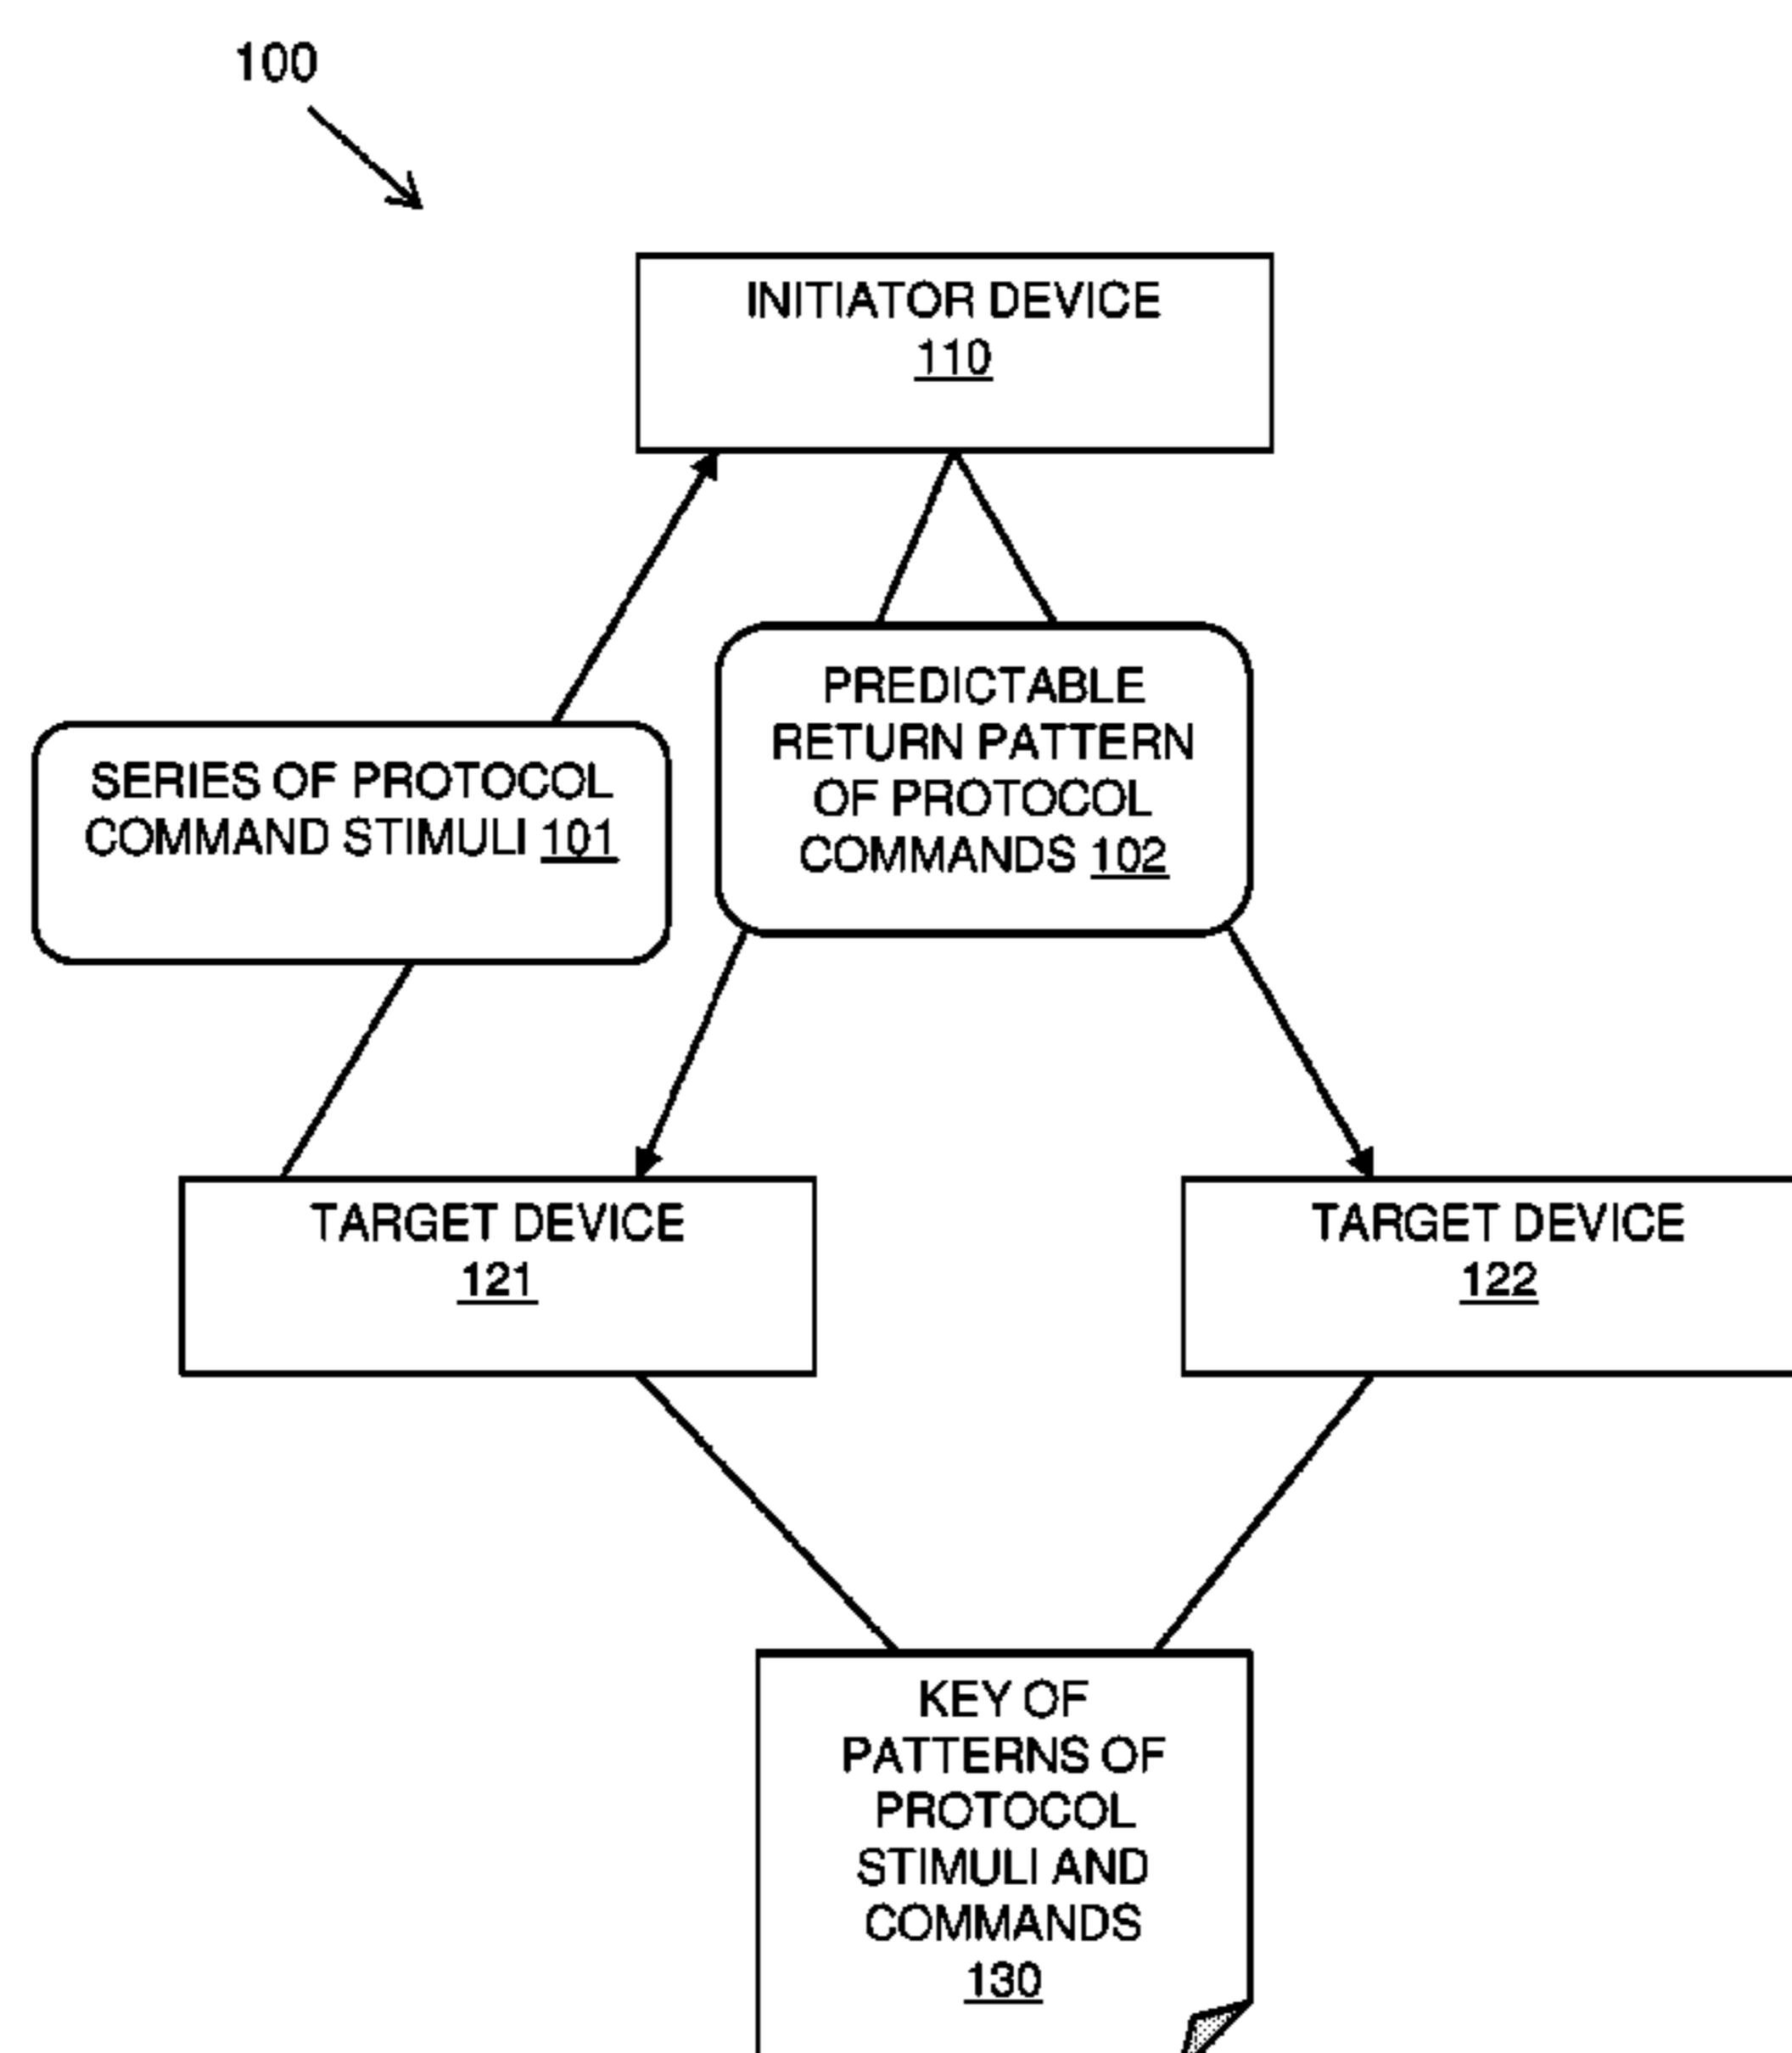 100
INITIATOR DEVICE
110
PREDICTABLE
RETURN PATTERN
OF PROTOCOL
COMMANDS 102
SERIES OF PROTOCOL
COMMAND STIMULI 101
TARGET DEVICE
121
TARGET DEVICE
122
KEY OF
PATTERNS OF
PROTOCOL
STIMULI AND
COMMANDS
130